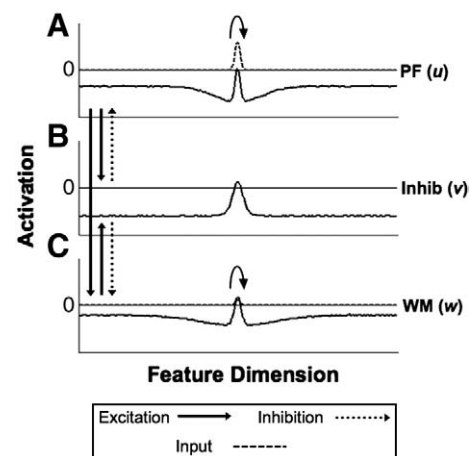 A
0
PF (u)
B
0
Inhib (v)
Activation
C
0
WM (w)
Feature Dimension
Excitation Inhibition
Input